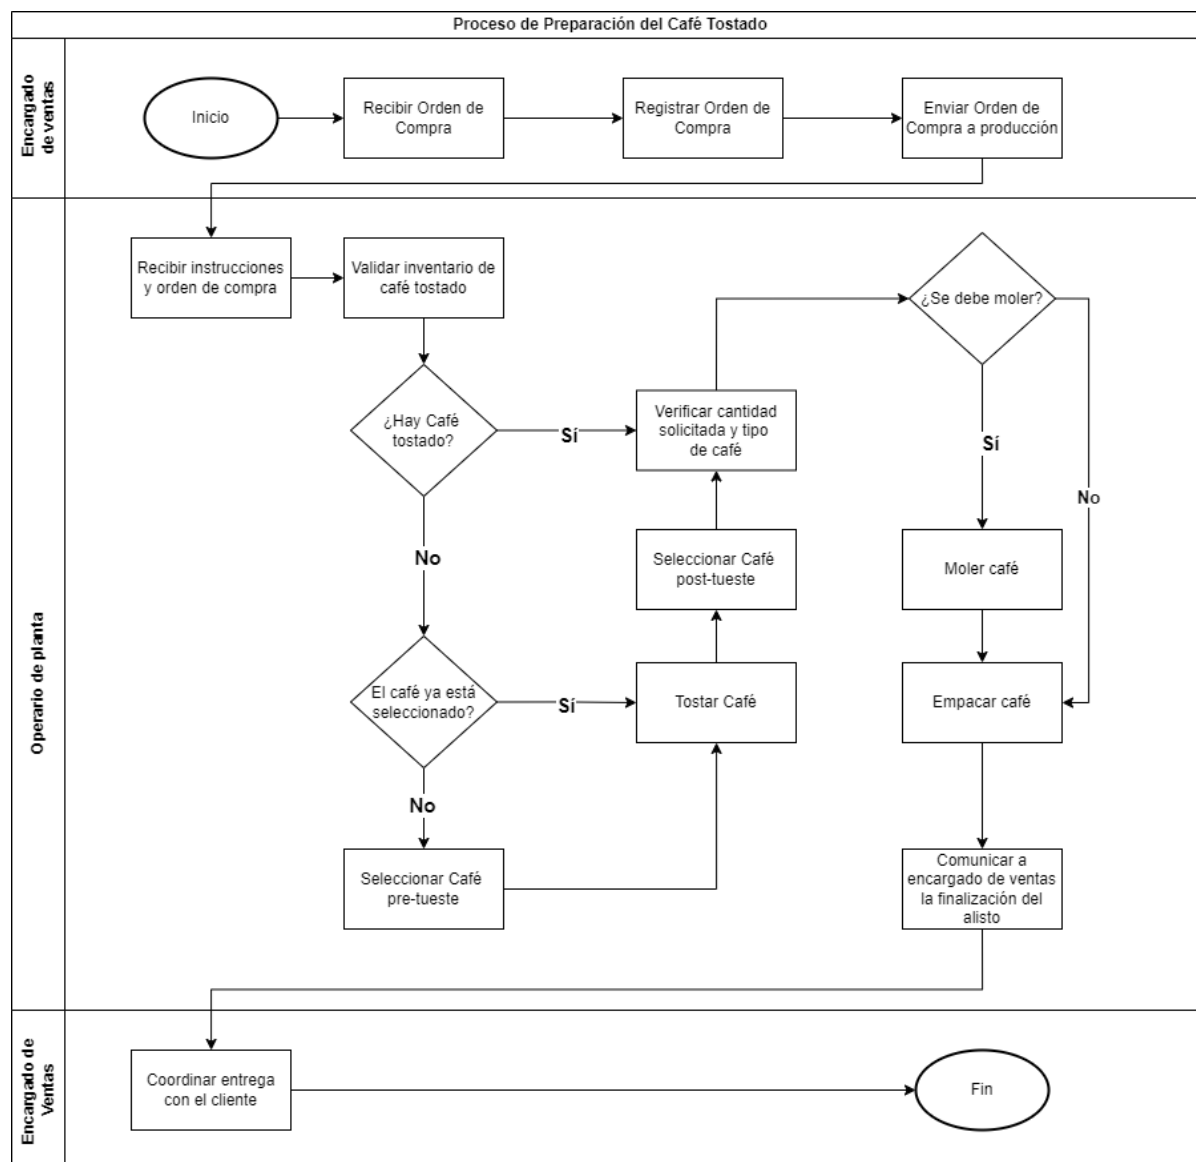 Proceso de Preparación del Café Tostado
Encargado
de ventas
Inicio
Recibir Orden de
Compra
Registrar Orden de
Compra
Enviar Orden de
Compra a producción
Operario de planta
Recibir instrucciones
y orden de compra
Validar inventario de
café tostado
¿Se debe moler?
¿Hay Café
tostado?
Sí
Verificar cantidad
solicitada y tipo
de café
Sí
No
No
Seleccionar Café
post-tueste
Moler café
El café ya está
seleccionado?
Sí
Tostar Café
Empacar café
No
Seleccionar Café
pre-tueste
Comunicar a
encargado de ventas
la finalización del
alisto
Encargado de
Ventas
Coordinar entrega
con el cliente
Fin